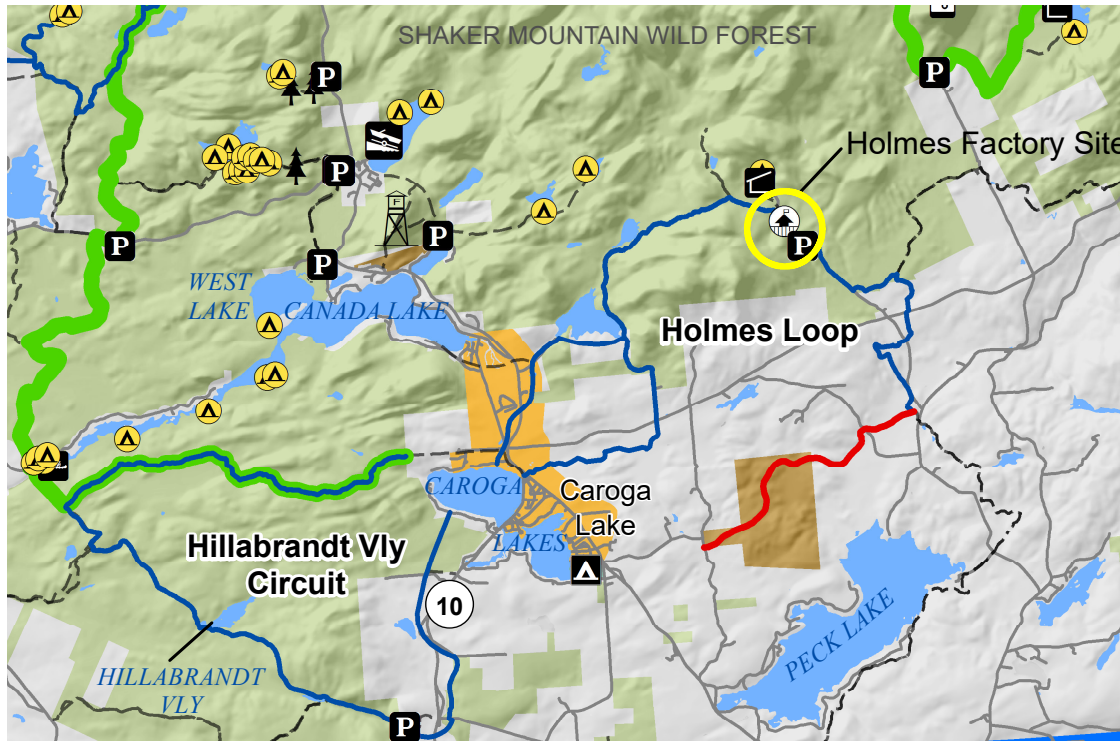 SHAKER MOUNTAIN WILD FOREST
P
P
Holmes Factory Site
P
F
P
P
P
P
WEST
LAKE
CANADA LAKE
Holmes Loop
CAROGA
LAKES
Caroga
Lake
Hillabrandt Vly
Circuit
10
PECK LAKE
HILLABRANDT
VLY
P